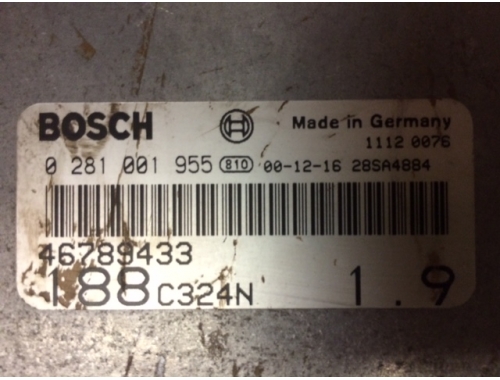 BOSCH Made in Germany
1112 0076
0 281 001 955 810 00-12-16 28SA4884
46789433
188 C324N 1.9